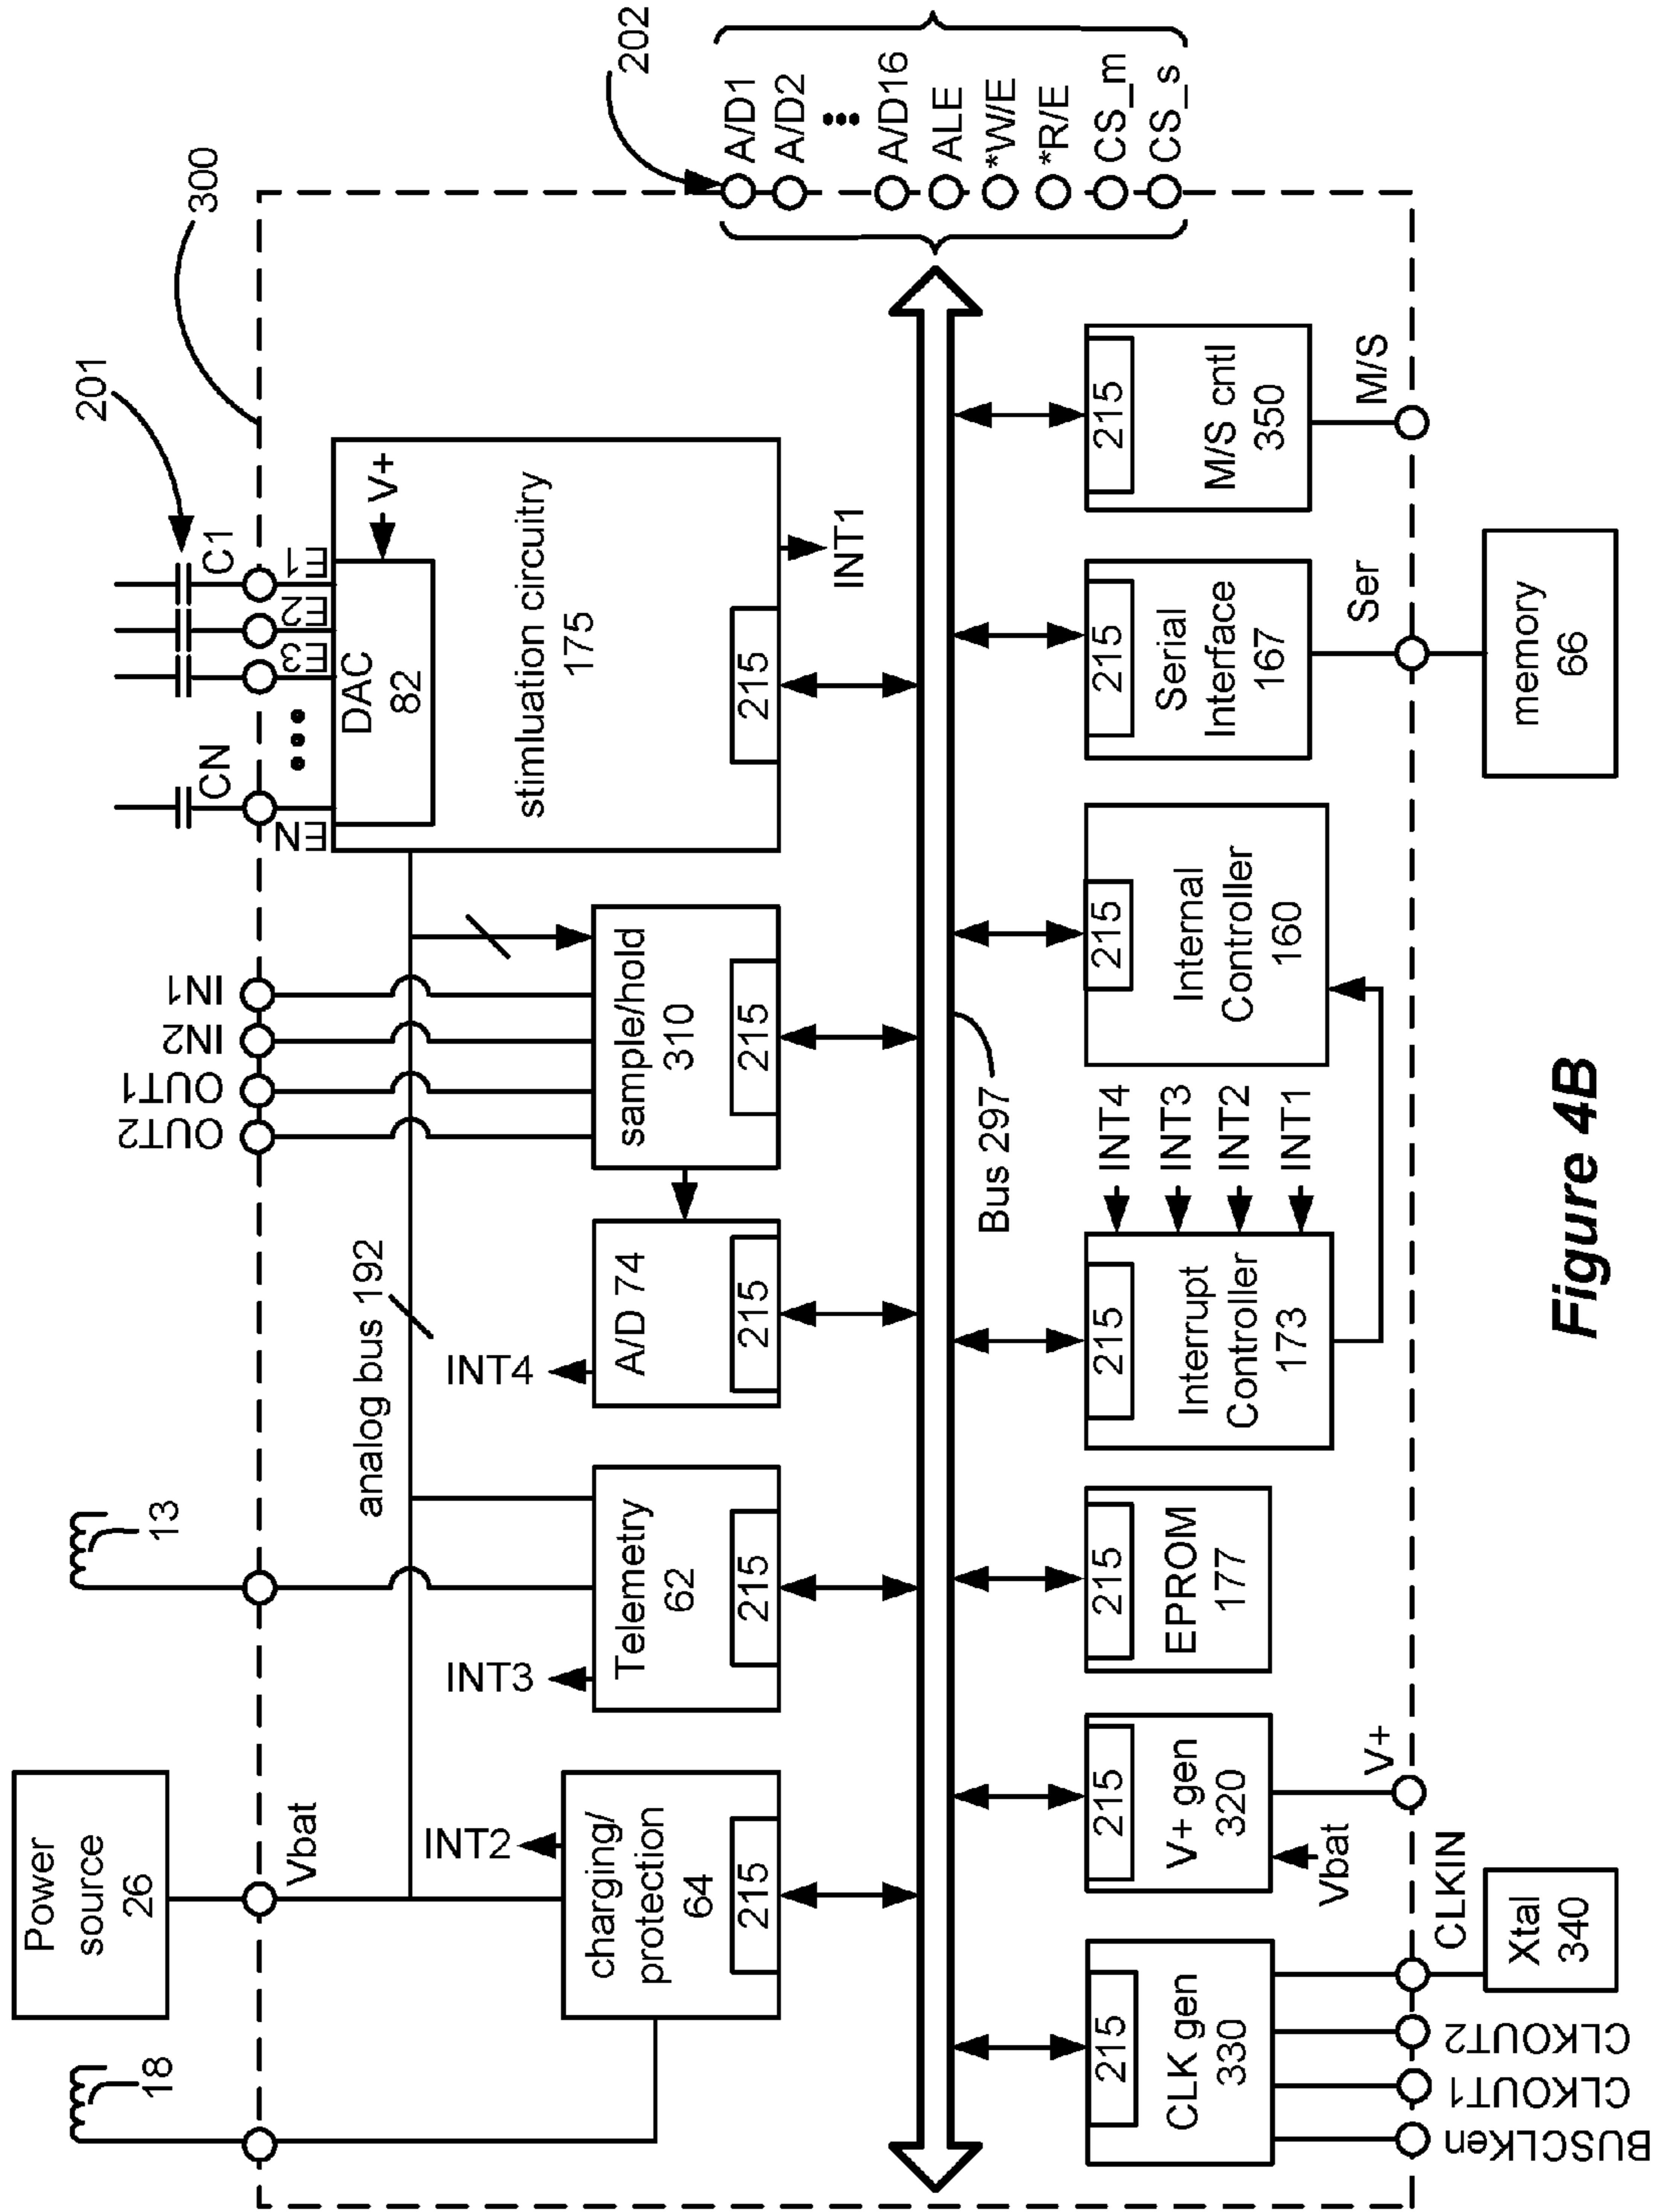 Power
source
26
18
13
201
300
202
Vbat
CN
C1
OUT2
OUT1
IN2
IN1
EN
E3
E2
E1
analog bus 192
DAC
82
V+
INT2
INT3
INT4
charging/
protection
64
215
Telemetry
62
215
A/D 74
215
sample/hold
310
215
stimluation circuitry
175
215
INT1
A/D1
A/D2
A/D16
ALE
*W/E
*R/E
CS_m
CS_s
Bus 297
215
CLK gen
330
215
V+ gen
320
Vbat
215
EPROM
177
215
Interrupt
Controller
173
INT4
INT3
INT2
INT1
215
Internal
Controller
160
215
Serial
Interface
167
215
M/S cntl
350
BUSCLKen
CLKOUT1
CLKOUT2
CLKIN
V+
Ser
M/S
Xtal
340
memory
66
Figure 4B